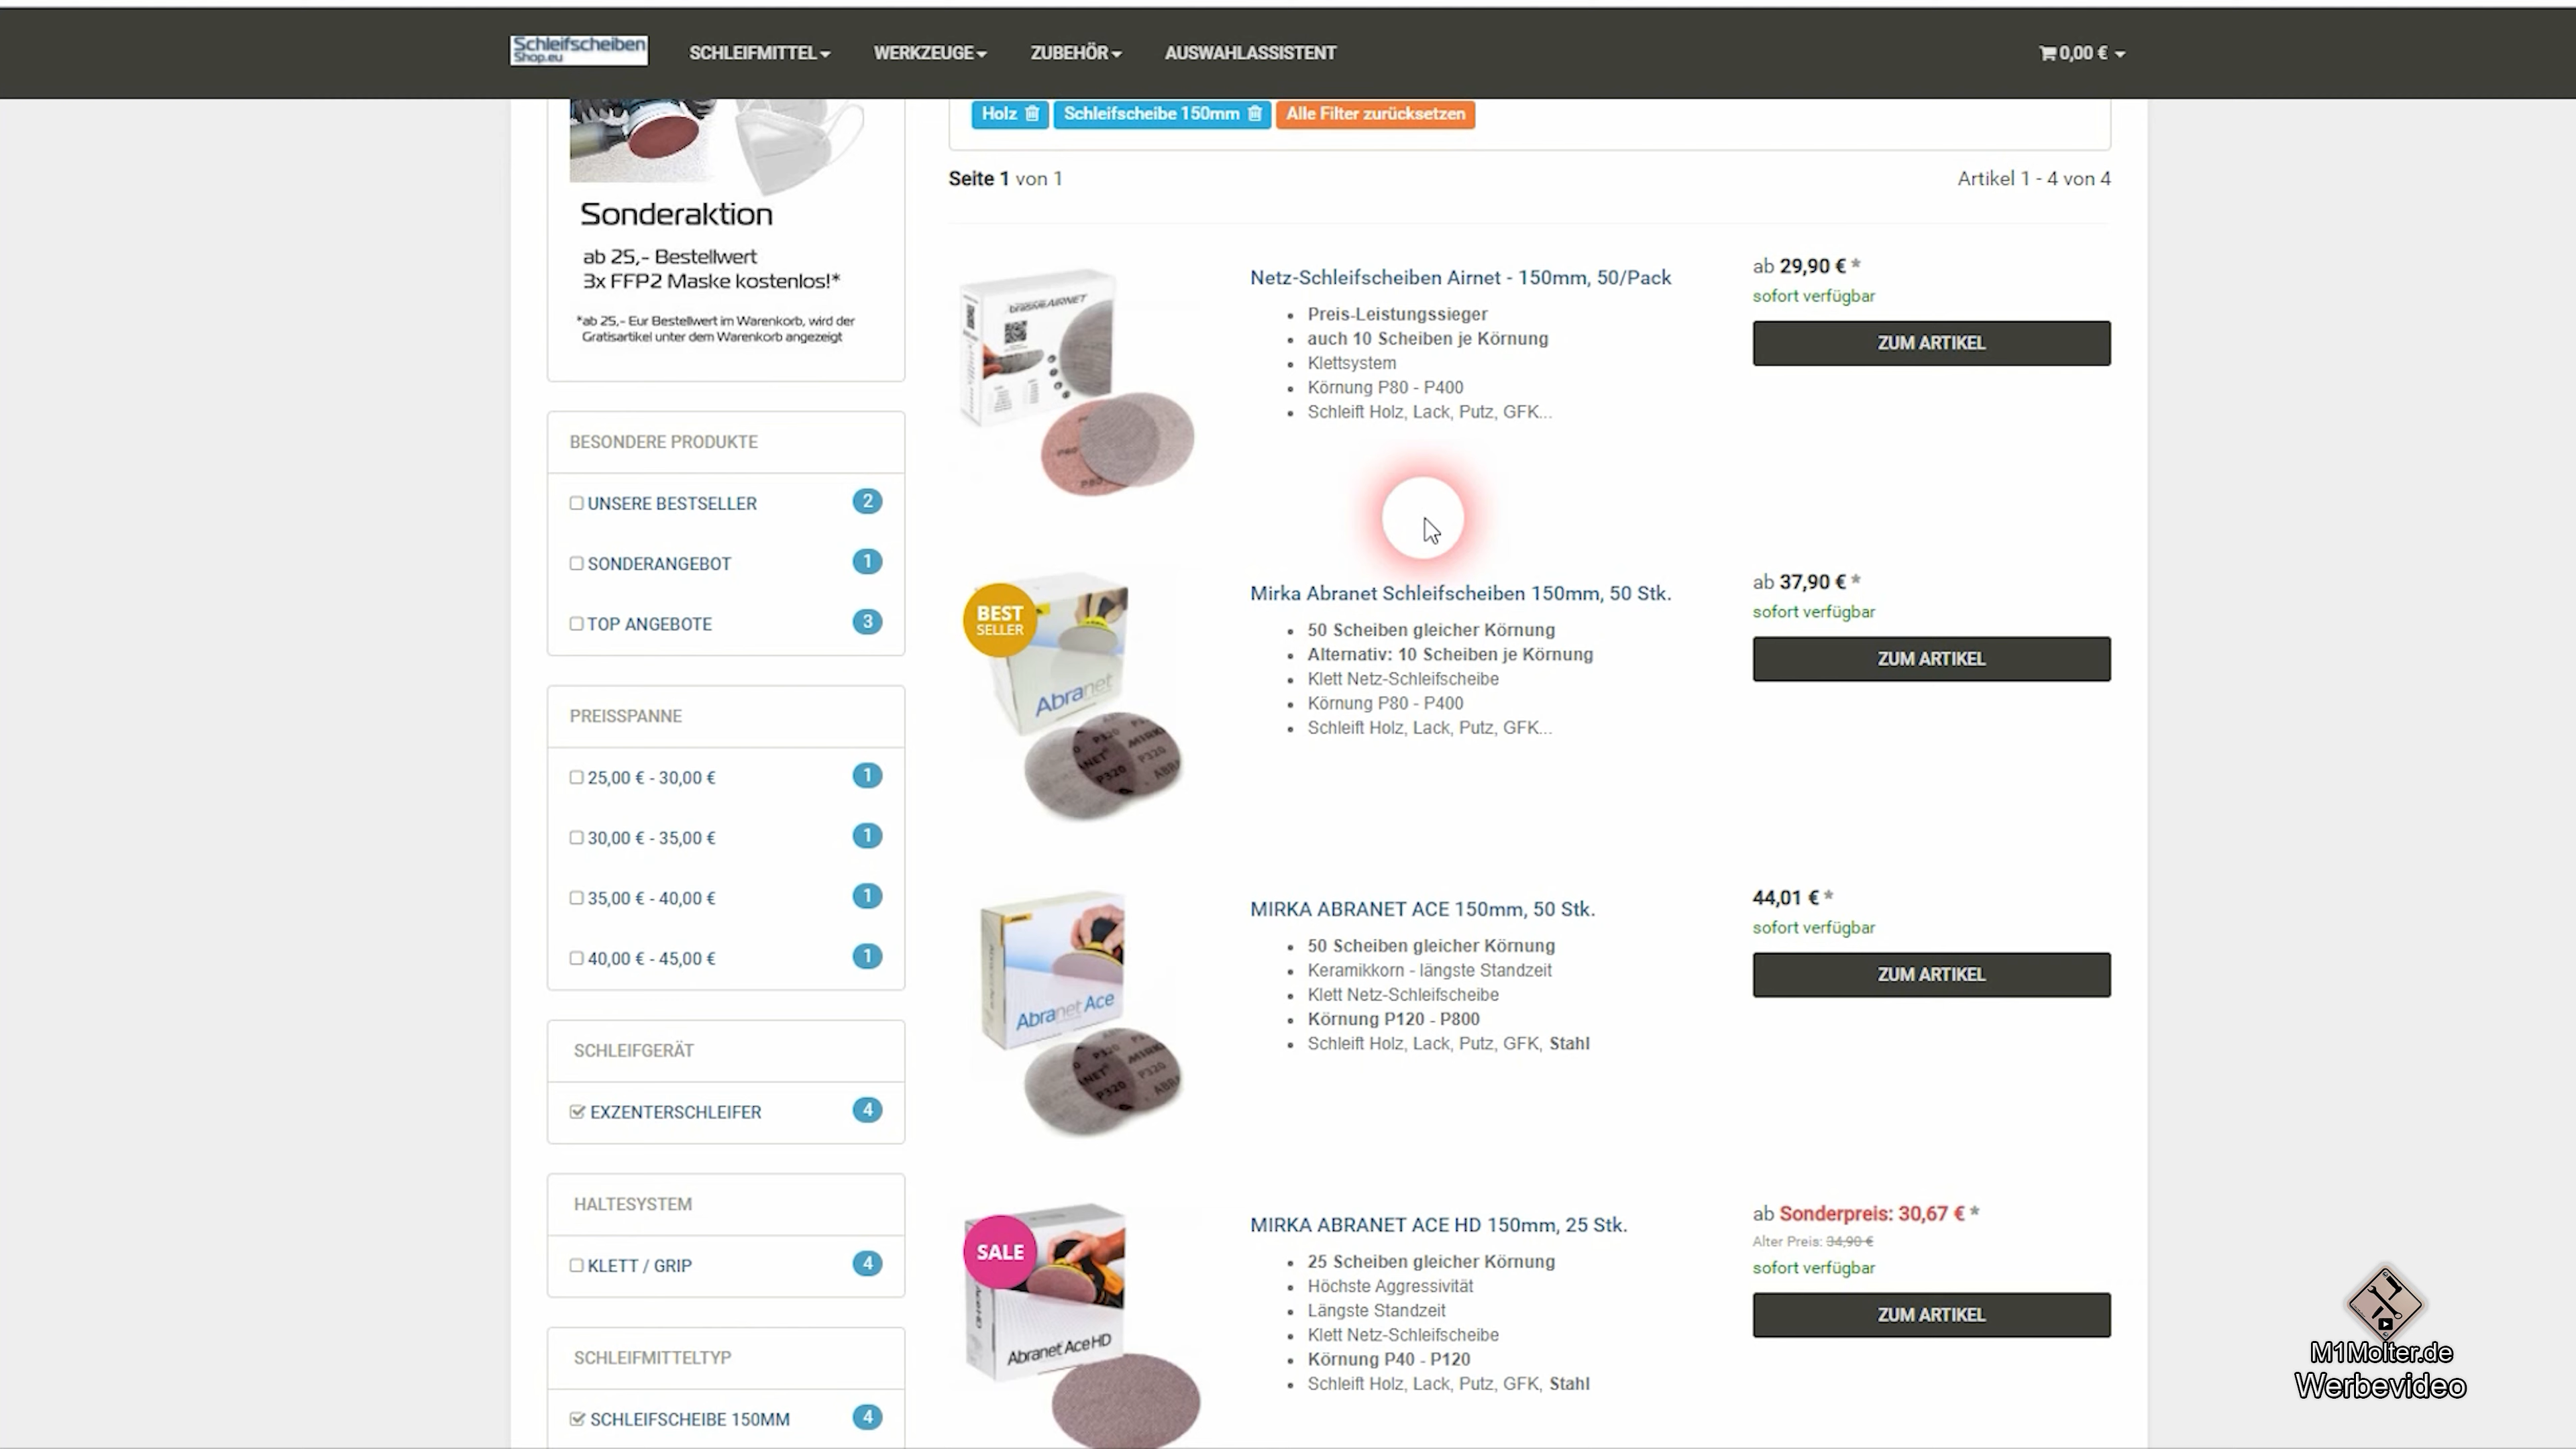 Schleifscheiben
Shop.eu
SCHLEIFMITTEL
WERKZEUGE
ZUBEHÖR
AUSWAHLASSISTENT
0,00 €
Holz
Schleifscheibe 150mm
Alle Filter zurücksetzen
Seite 1 von 1
Artikel 1 - 4 von 4
Sonderaktion
ab 25,- Bestellwert
3x FFP2 Maske kostenlos!*
*ab 25,- Eur Bestellwert im Warenkorb, wird der
Gratisartikel unter dem Warenkorb angezeigt
BESONDERE PRODUKTE
UNSERE BESTSELLER 2
SONDERANGEBOT 1
TOP ANGEBOTE 3
PREISSPANNE
25,00 € - 30,00 € 1
30,00 € - 35,00 € 1
35,00 € - 40,00 € 1
40,00 € - 45,00 € 1
SCHLEIFGERÄT
EXZENTERSCHLEIFER 4
HALTESYSTEM
KLETT / GRIP 4
SCHLEIFMITTELTYP
SCHLEIFSCHEIBE 150MM 4
AIRNET
P80
P80
Netz-Schleifscheiben Airnet - 150mm, 50/Pack
Preis-Leistungssieger
auch 10 Scheiben je Körnung
Klettsystem
Körnung P80 - P400
Schleift Holz, Lack, Putz, GFK...
ab 29,90 € *
sofort verfügbar
ZUM ARTIKEL
BEST
SELLER
Abranet
P320
MIRKA
P320
P320
Mirka Abranet Schleifscheiben 150mm, 50 Stk.
50 Scheiben gleicher Körnung
Alternativ: 10 Scheiben je Körnung
Klett Netz-Schleifscheibe
Körnung P80 - P400
Schleift Holz, Lack, Putz, GFK...
ab 37,90 € *
sofort verfügbar
ZUM ARTIKEL
Abranet Ace
P320
MIRKA
P320
P320
MIRKA ABRANET ACE 150mm, 50 Stk.
50 Scheiben gleicher Körnung
Keramikkorn - längste Standzeit
Klett Netz-Schleifscheibe
Körnung P120 - P800
Schleift Holz, Lack, Putz, GFK, Stahl
44,01 € *
sofort verfügbar
ZUM ARTIKEL
SALE
Abranet Ace HD
MIRKA ABRANET ACE HD 150mm, 25 Stk.
25 Scheiben gleicher Körnung
Höchste Aggressivität
Längste Standzeit
Klett Netz-Schleifscheibe
Körnung P40 - P120
Schleift Holz, Lack, Putz, GFK, Stahl
ab Sonderpreis: 30,67 € *
Alter Preis: 34,90 €
sofort verfügbar
ZUM ARTIKEL
M1Molter.de
Werbevideo